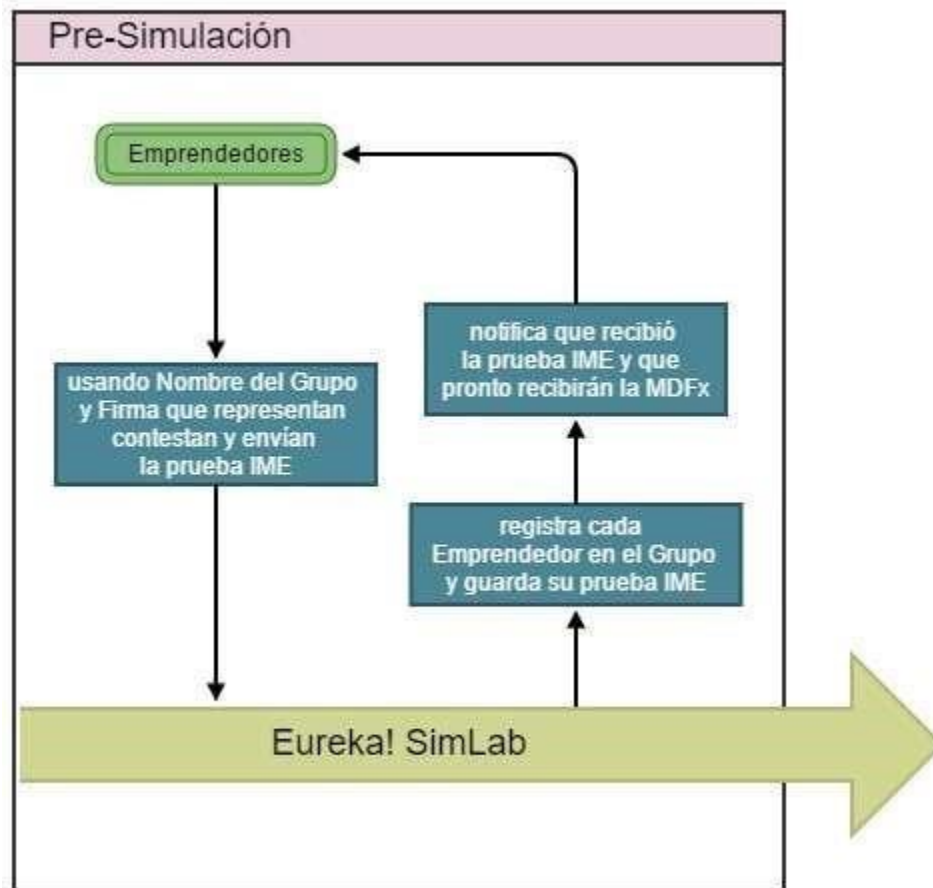 Pre-Simulación
Emprendedores
usando Nombre del Grupo
y Firma que representan
contestan y envían
la prueba IME
notifica que recibió
la prueba IME y que
pronto recibirán la MDFx
registra cada
Emprendedor en el Grupo
y guarda su prueba IME
Eureka! SimLab